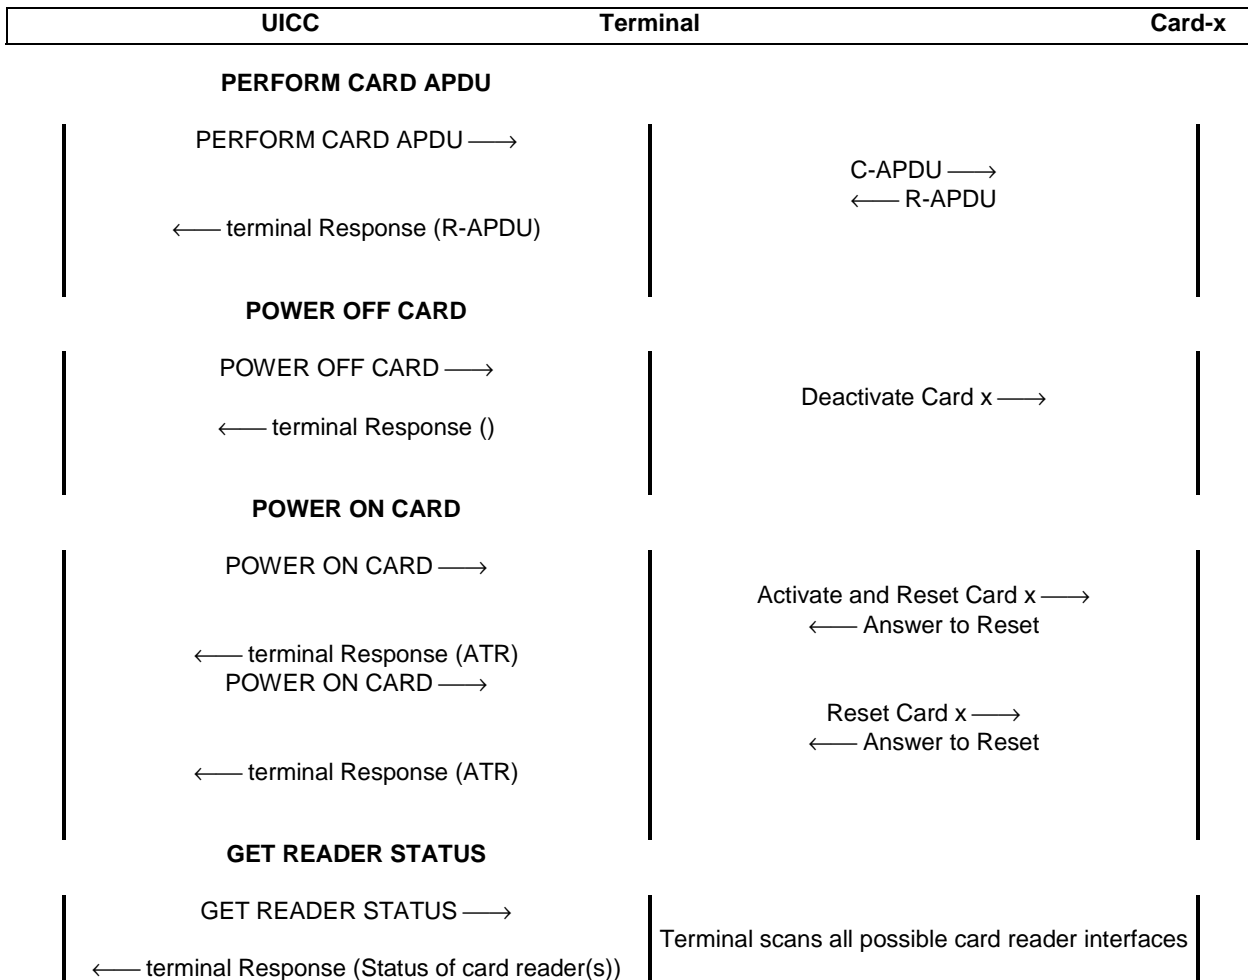 UICC Terminal Card-x
PERFORM CARD APDU
PERFORM CARD APDU ⟶
C-APDU ⟶
⟵ R-APDU
⟵ terminal Response (R-APDU)
POWER OFF CARD
POWER OFF CARD ⟶
Deactivate Card x ⟶
⟵ terminal Response ()
POWER ON CARD
POWER ON CARD ⟶
Activate and Reset Card x ⟶
⟵ Answer to Reset
⟵ terminal Response (ATR)
POWER ON CARD ⟶
Reset Card x ⟶
⟵ Answer to Reset
⟵ terminal Response (ATR)
GET READER STATUS
GET READER STATUS ⟶
Terminal scans all possible card reader interfaces
⟵ terminal Response (Status of card reader(s))